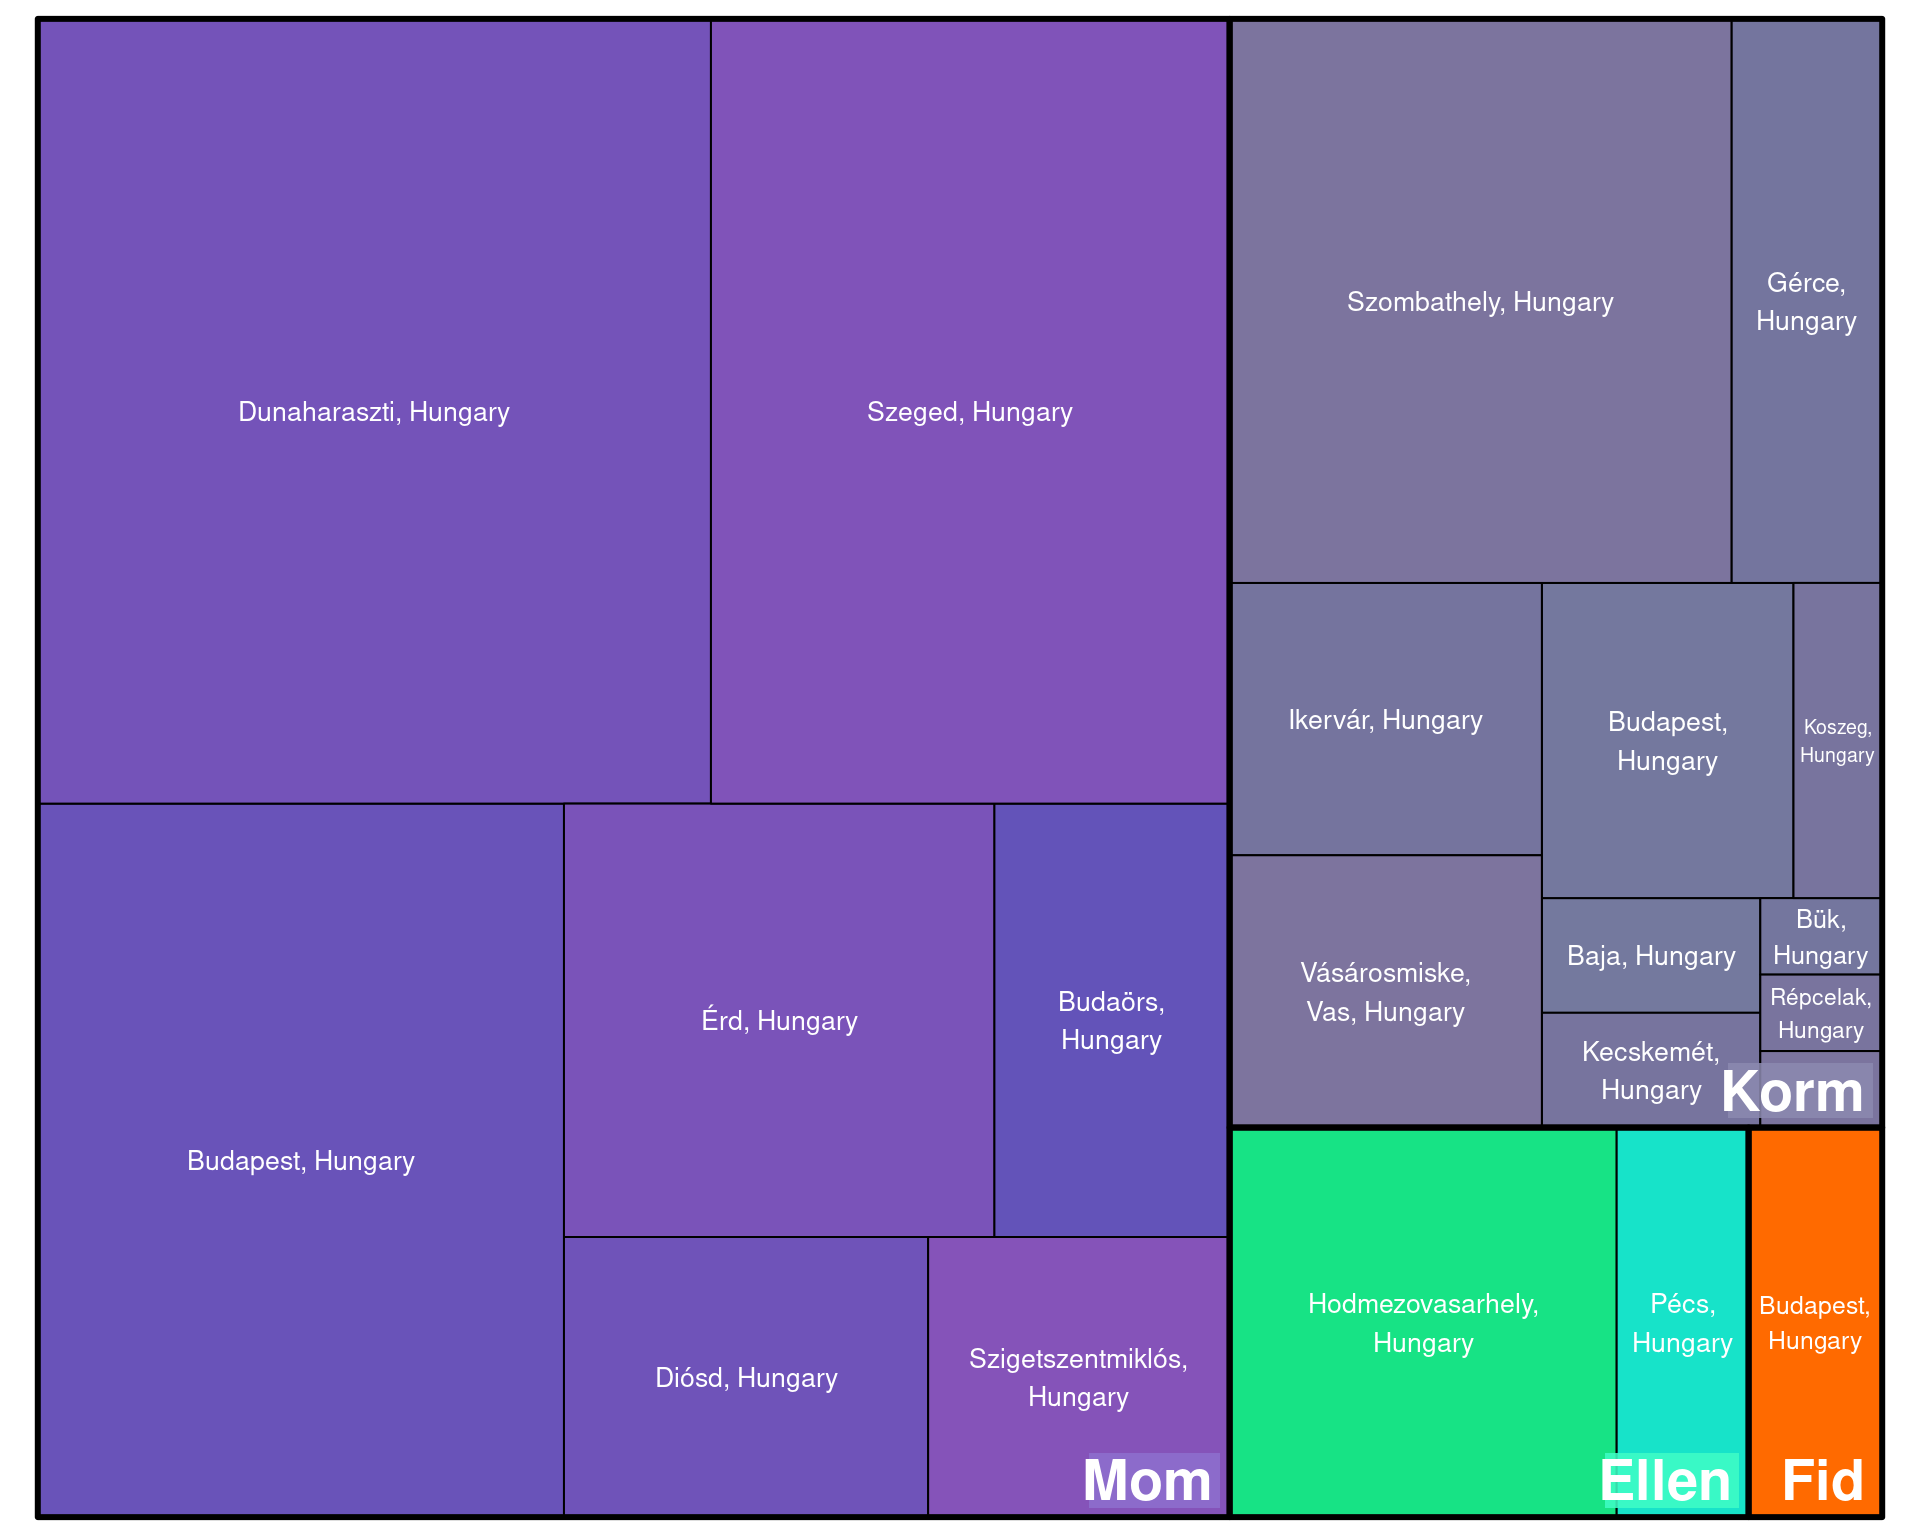 Dunaharaszti, Hungary
Szeged, Hungary
Budapest, Hungary
Érd, Hungary
Budaörs,
Hungary
Diósd, Hungary
Szigetszentmiklós,
Hungary
Mom
Szombathely, Hungary
Gérce,
Hungary
Ikervár, Hungary
Budapest,
Hungary
Koszeg,
Hungary
Vásárosmiske,
Vas, Hungary
Baja, Hungary
Bük,
Hungary
Répcelak,
Hungary
Kecskemét,
Hungary
Korm
Hodmezovasarhely,
Hungary
Pécs,
Hungary
Ellen
Budapest,
Hungary
Fid